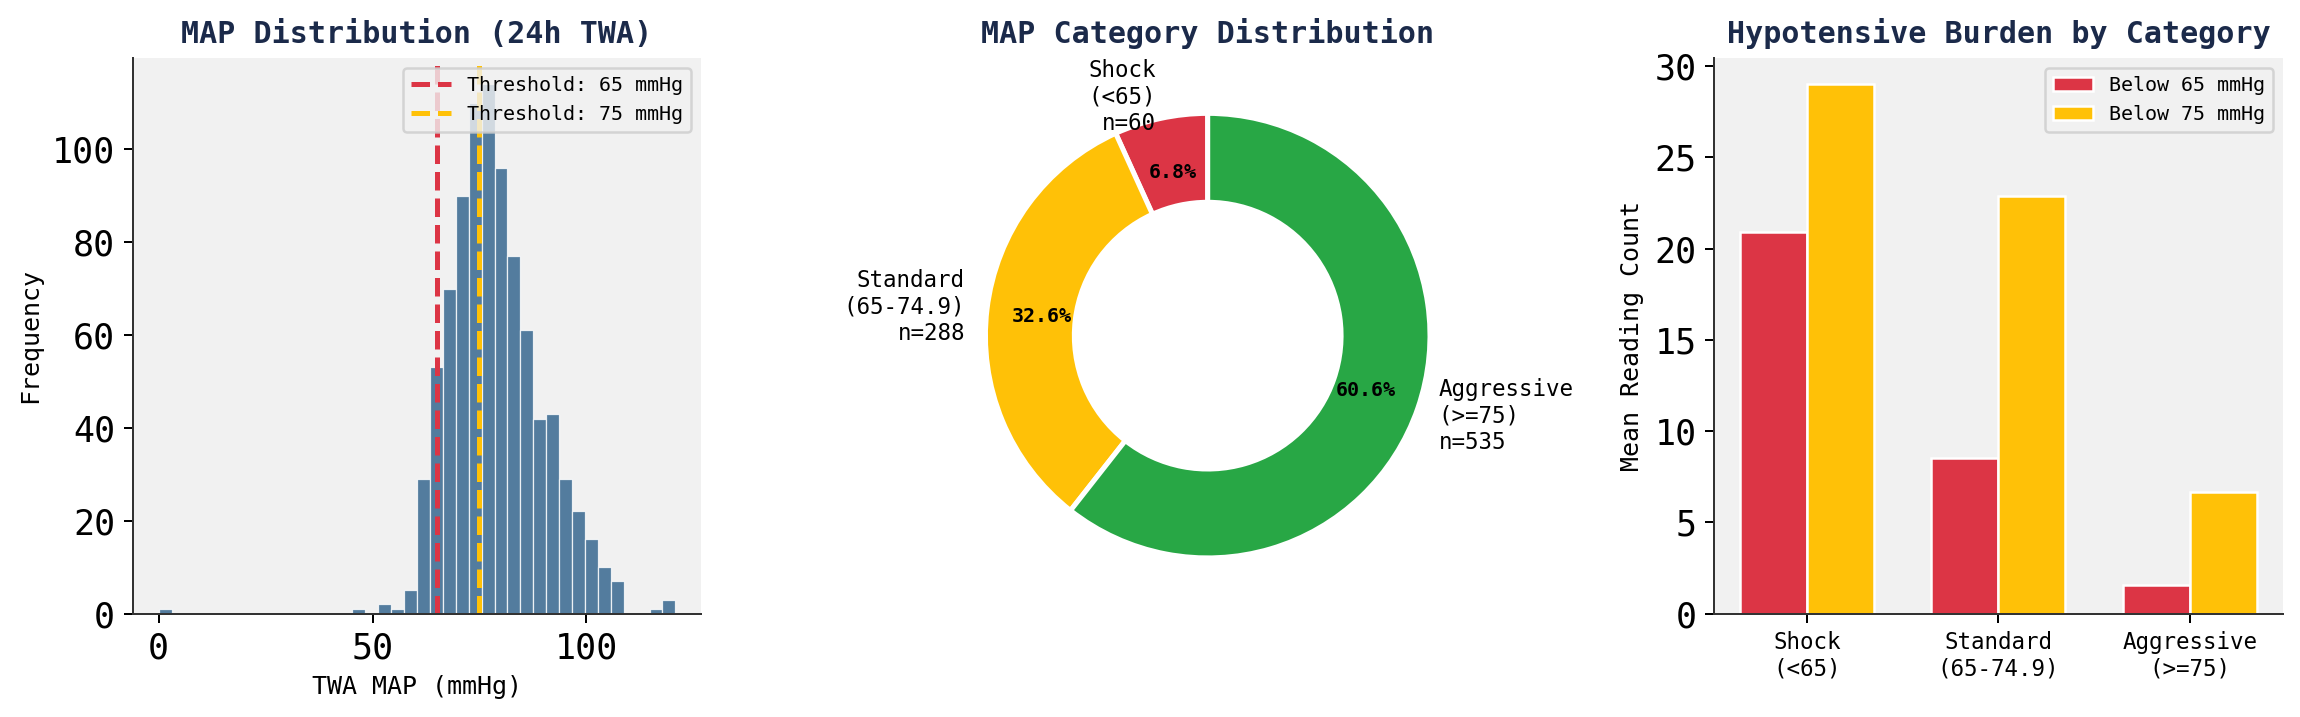 MAP Distribution (24h TWA)
Threshold: 65 mmHg
Threshold: 75 mmHg
Frequency
100
80
60
40
20
0
0
50
100
TWA MAP (mmHg)
MAP Category Distribution
Shock
(<65)
n=60
6.8%
Standard
(65-74.9)
n=288
32.6%
60.6%
Aggressive
(>=75)
n=535
Hypotensive Burden by Category
Below 65 mmHg
Below 75 mmHg
Mean Reading Count
30
25
20
15
10
5
0
Shock
(<65)
Standard
(65-74.9)
Aggressive
(>=75)